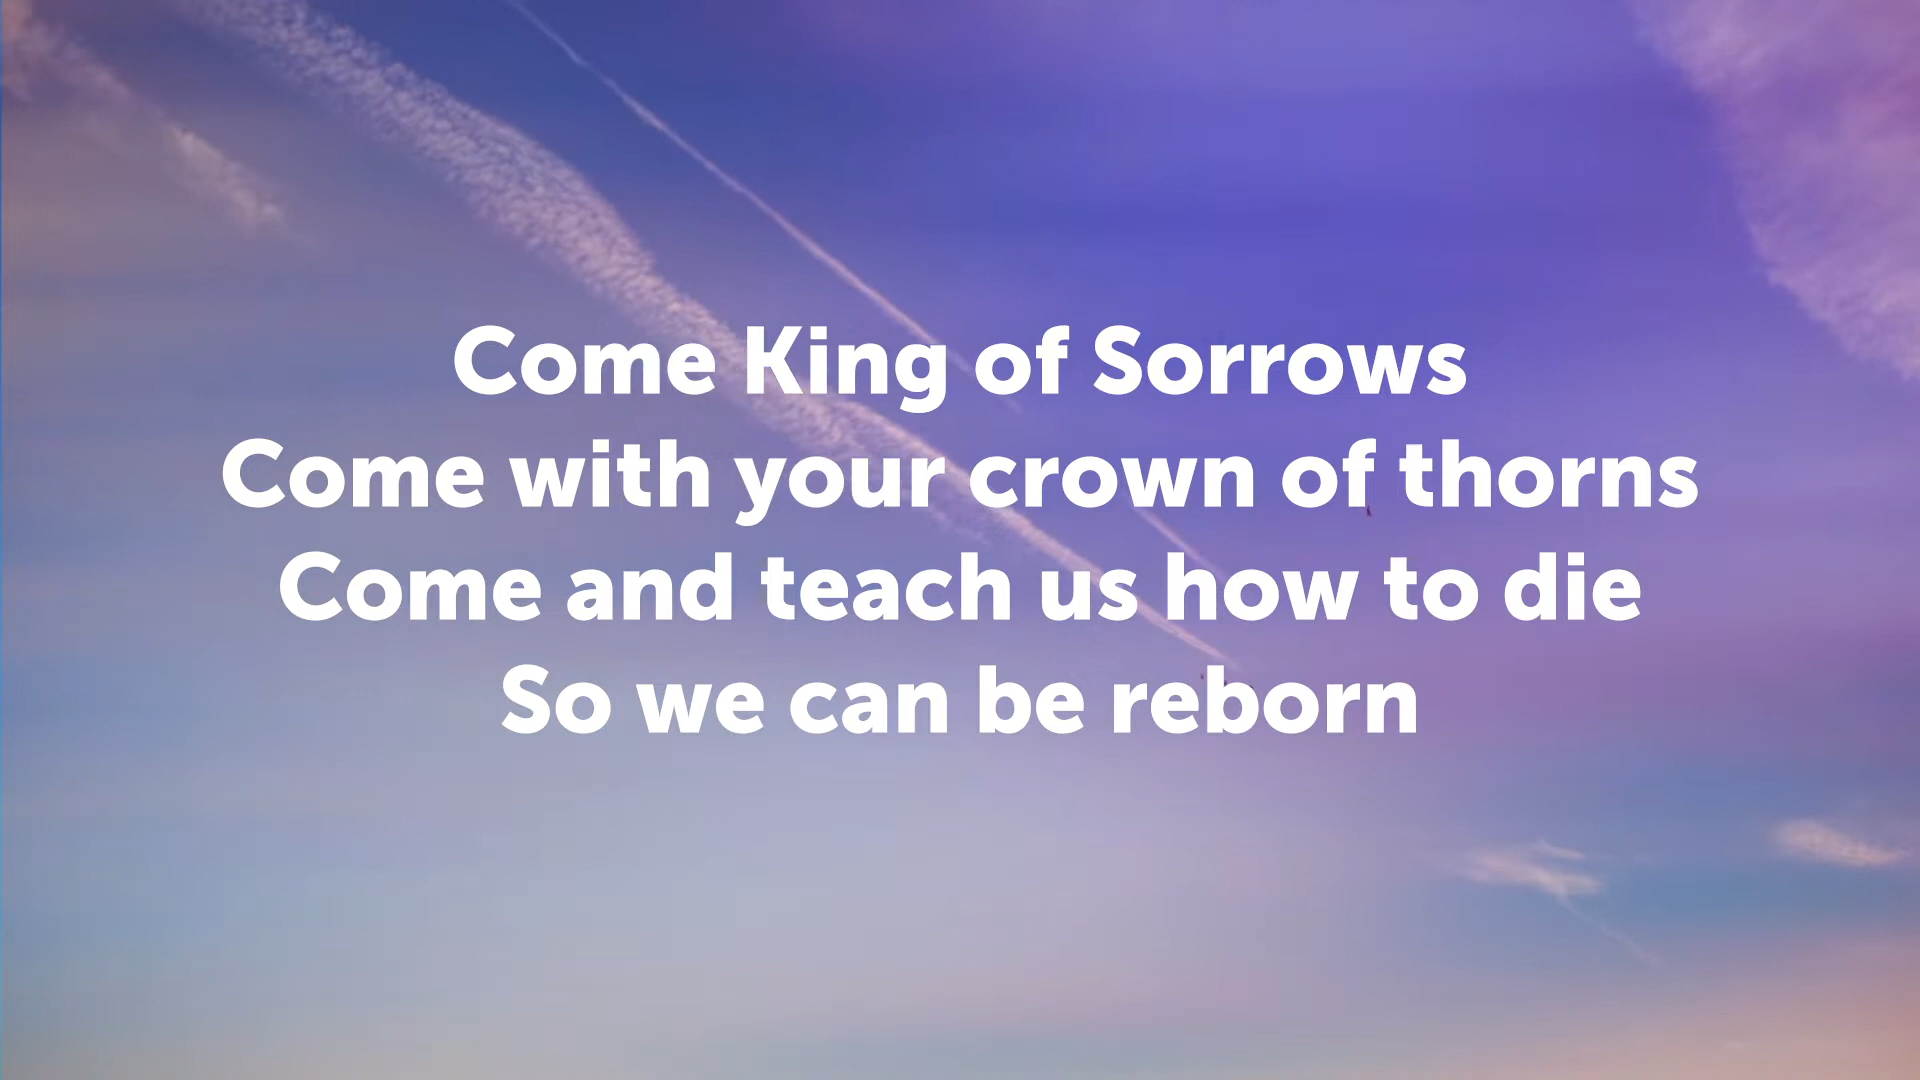 Come King of Sorrows
Come with your crown of thorns
Come and teach us how to die
So we can be reborn